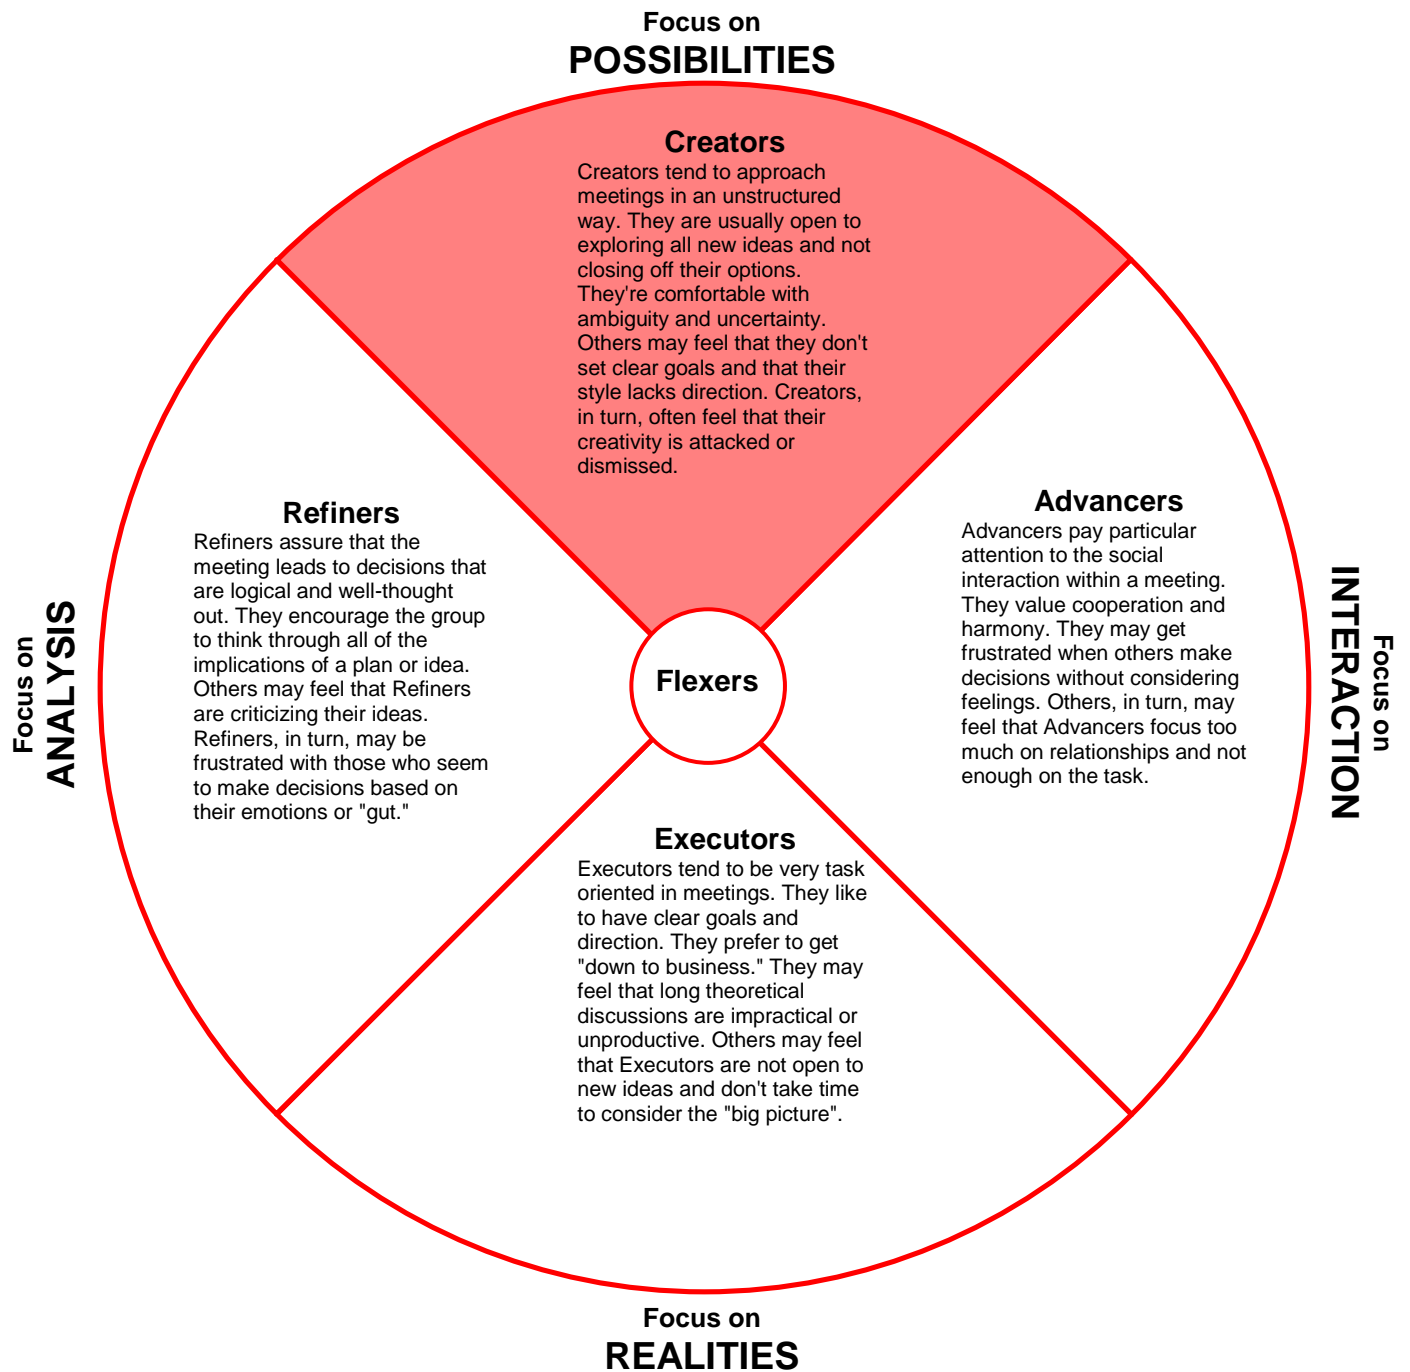 Focus on
POSSIBILITIES
Creators
Creators tend to approach
meetings in an unstructured
way. They are usually open to
exploring all new ideas and not
closing off their options.
They're comfortable with
ambiguity and uncertainty.
Others may feel that they don't
set clear goals and that their
style lacks direction. Creators,
in turn, often feel that their
creativity is attacked or
dismissed.
Focus on
ANALYSIS
Refiners
Refiners assure that the
meeting leads to decisions that
are logical and well-thought
out. They encourage the group
to think through all of the
implications of a plan or idea.
Others may feel that Refiners
are criticizing their ideas.
Refiners, in turn, may be
frustrated with those who seem
to make decisions based on
their emotions or "gut."
Flexers
Advancers
Advancers pay particular
attention to the social
interaction within a meeting.
They value cooperation and
harmony. They may get
frustrated when others make
decisions without considering
feelings. Others, in turn, may
feel that Advancers focus too
much on relationships and not
enough on the task.
Focus on
INTERACTION
Executors
Executors tend to be very task
oriented in meetings. They like
to have clear goals and
direction. They prefer to get
"down to business." They may
feel that long theoretical
discussions are impractical or
unproductive. Others may feel
that Executors are not open to
new ideas and don't take time
to consider the "big picture".
Focus on
REALITIES